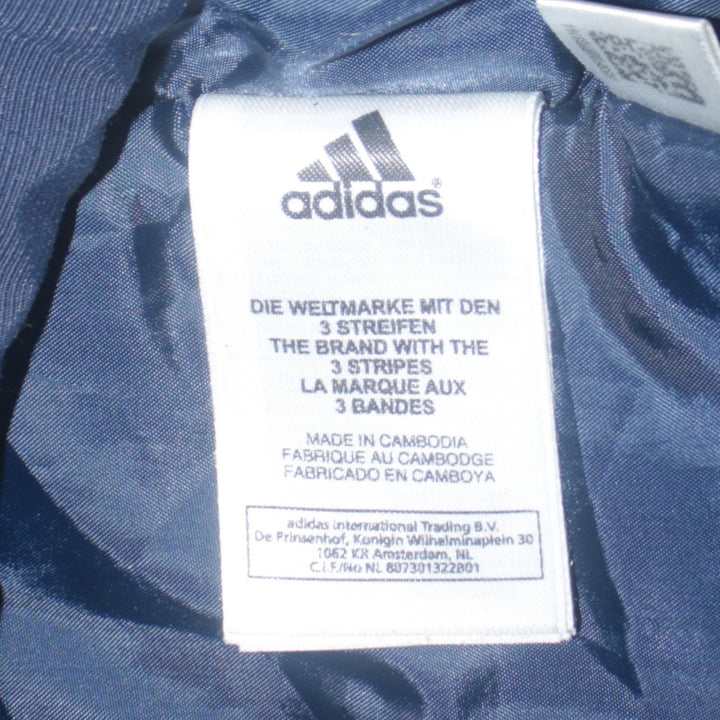 adidas®
DIE WELTMARKE MIT DEN
3 STREIFEN
THE BRAND WITH THE
3 STRIPES
LA MARQUE AUX
3 BANDES
MADE IN CAMBODIA
FABRIQUE AU CAMBODGE
FABRICADO EN CAMBOYA
adidas international Trading B.V.
De Prinsenhof, Konigin Wilhelminaplein 30
1062 KR Amsterdam, NL
C.I.F./No NL 807301322B01